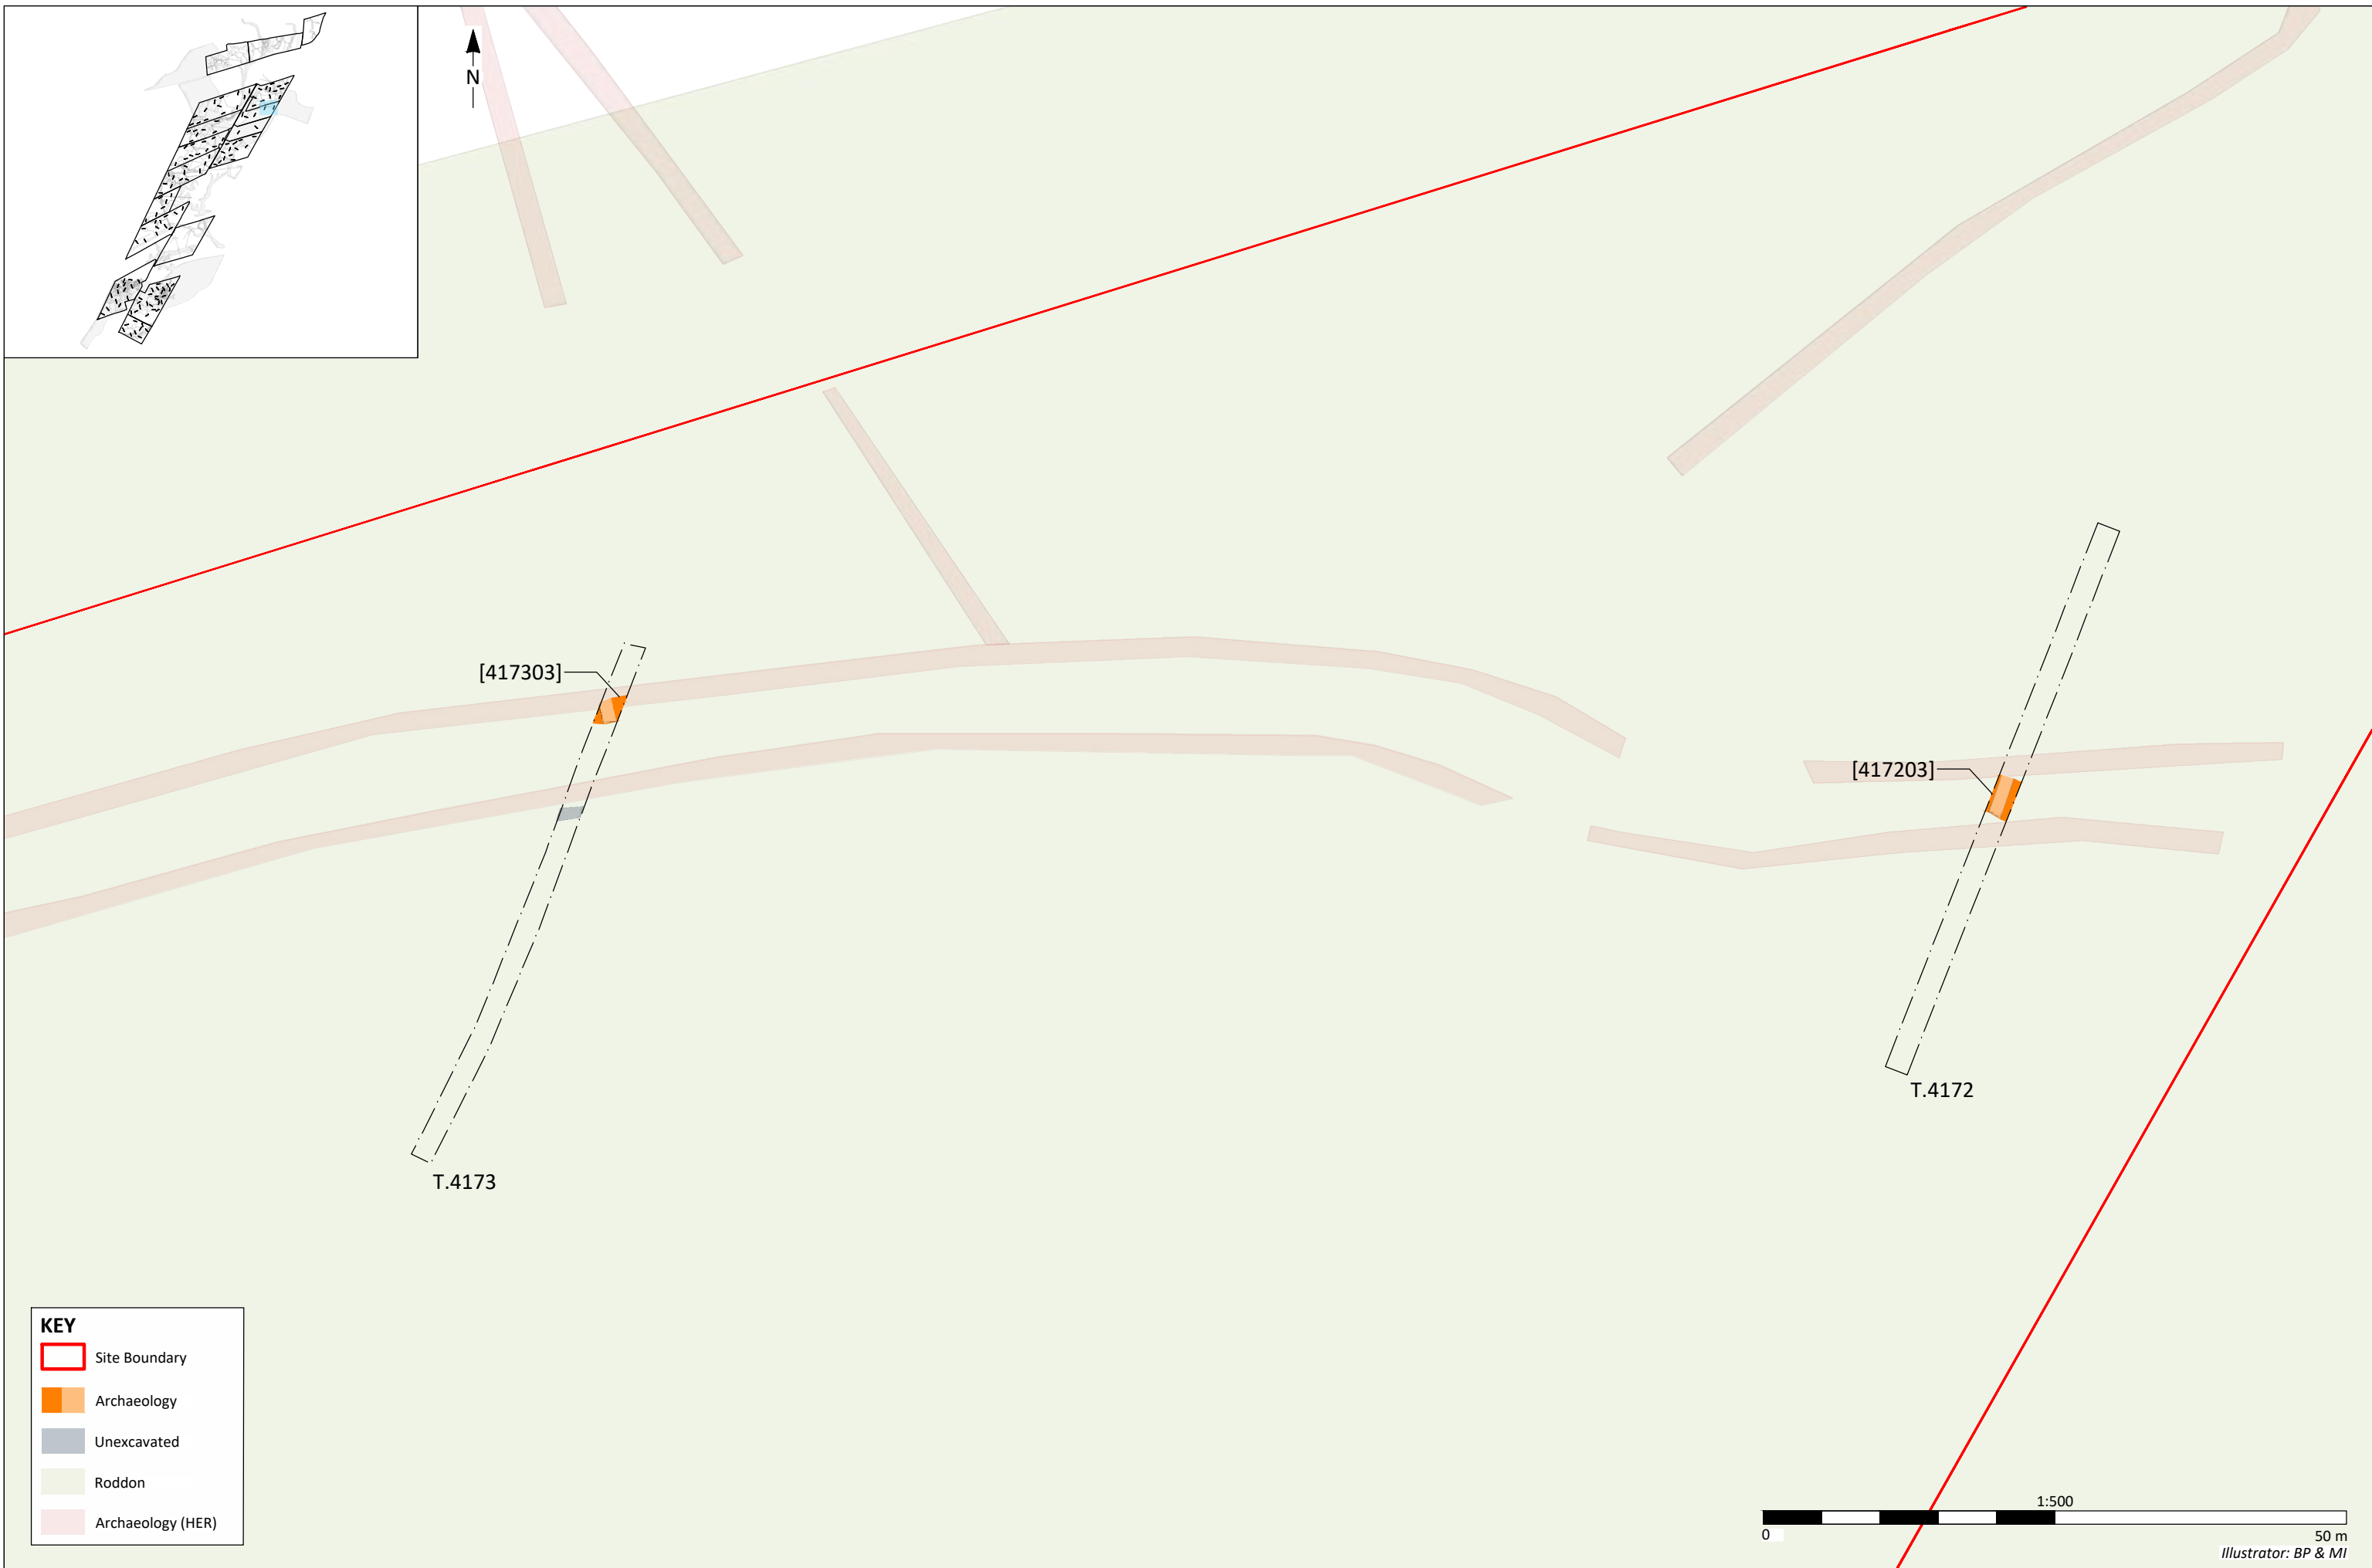 N
[417303]
[417203]
T.4172
T.4173
KEY
Site Boundary
Archaeology
Unexcavated
Roddon
Archaeology (HER)
1:500
0
50 m
Illustrator: BP & MI